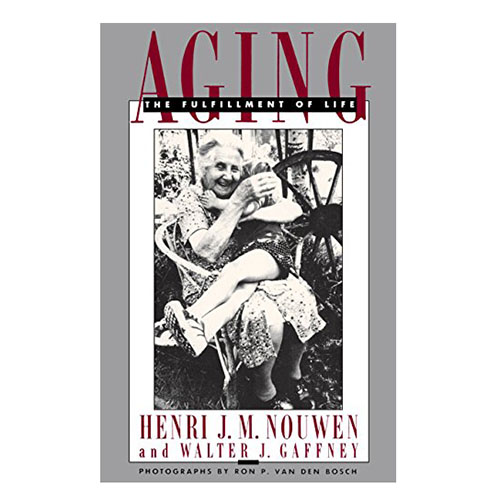 AGING
THE FULFILLMENT OF LIFE
HENRI J. M. NOUWEN
and WALTER J. GAFFNEY
PHOTOGRAPHS BY RON P. VAN DEN BOSCH